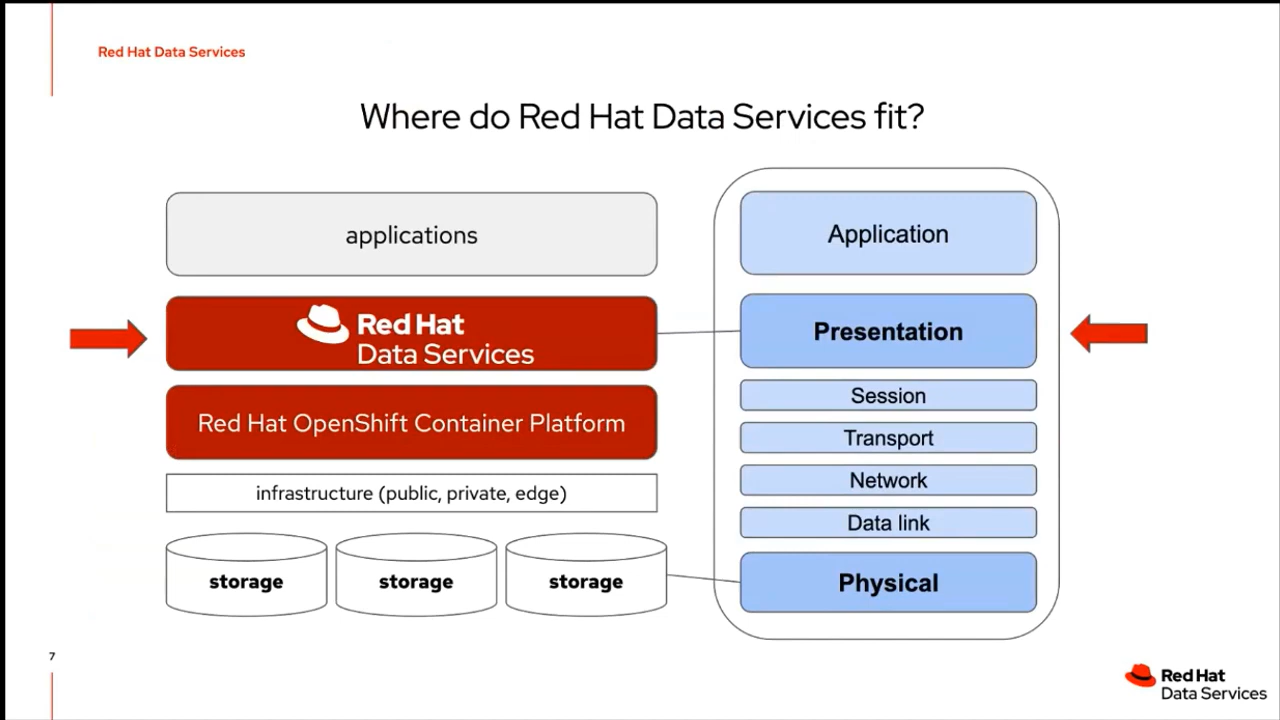 Red Hat Data Services
Where do Red Hat Data Services fit?
applications
Red Hat
Data Services
Red Hat OpenShift Container Platform
infrastructure (public, private, edge)
storage
storage
storage
Application
Presentation
Session
Transport
Network
Data link
Physical
7
Red Hat
Data Services